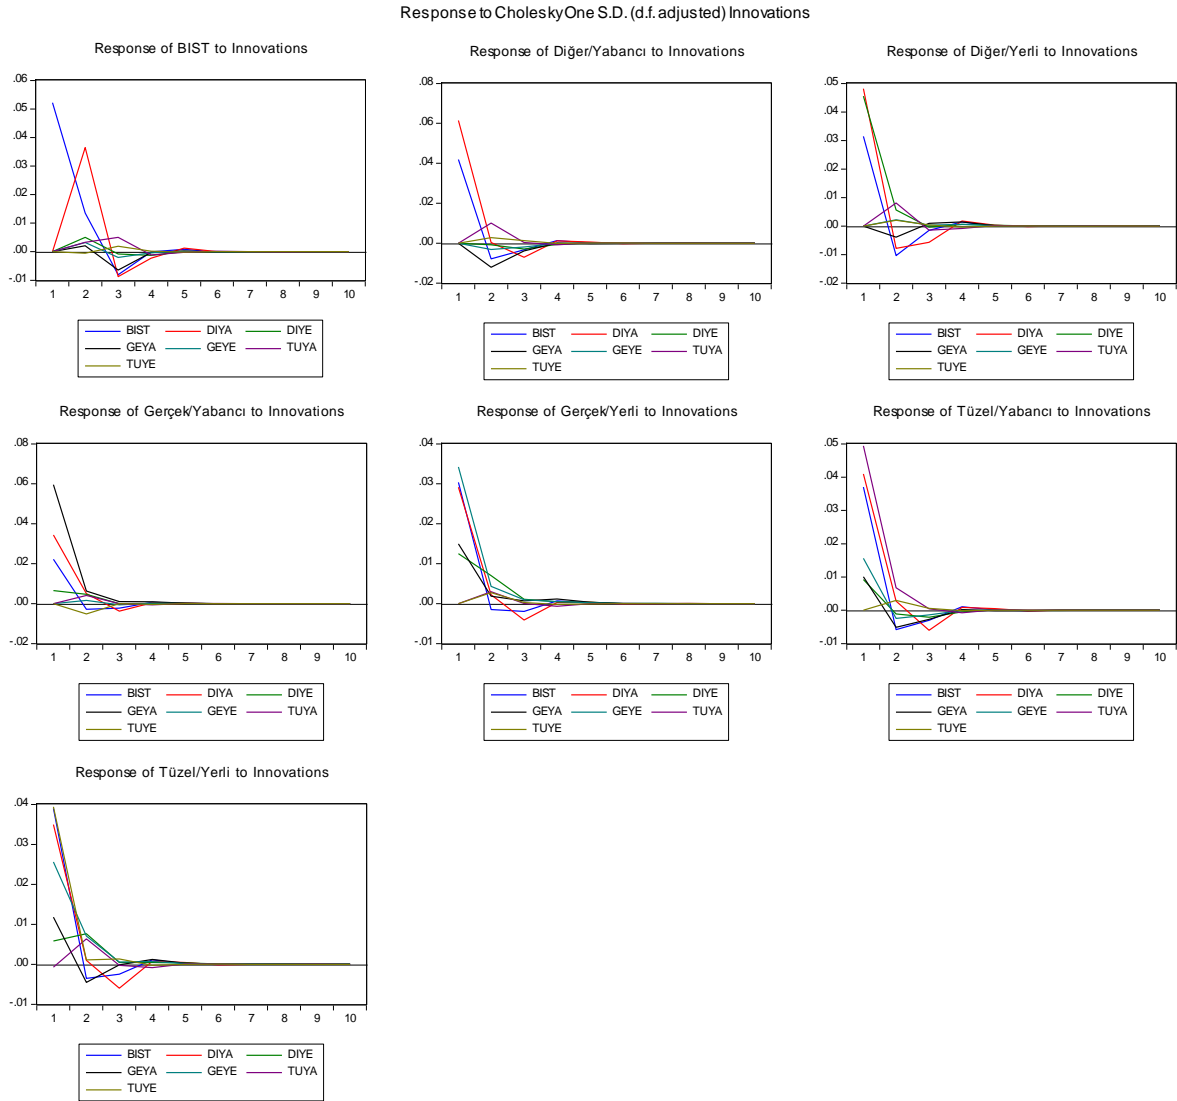 Response to Cholesky One S.D. (d.f. adjusted) Innovations
Response of BIST to Innovations
.06
.05
.04
.03
.02
.01
.00
-.01
1 2 3 4 5 6 7 8 9 10
BIST DIYA DIYE
GEYA GEYE TUYA
TUYE
Response of Diğer/Yabancı to Innovations
.08
.06
.04
.02
.00
-.02
1 2 3 4 5 6 7 8 9 10
BIST DIYA DIYE
GEYA GEYE TUYA
TUYE
Response of Diğer/Yerli to Innovations
.05
.04
.03
.02
.01
.00
-.01
-.02
1 2 3 4 5 6 7 8 9 10
BIST DIYA DIYE
GEYA GEYE TUYA
TUYE
Response of Gerçek/Yabancı to Innovations
.08
.06
.04
.02
.00
-.02
1 2 3 4 5 6 7 8 9 10
BIST DIYA DIYE
GEYA GEYE TUYA
TUYE
Response of Gerçek/Yerli to Innovations
.04
.03
.02
.01
.00
-.01
1 2 3 4 5 6 7 8 9 10
BIST DIYA DIYE
GEYA GEYE TUYA
TUYE
Response of Tüzel/Yabancı to Innovations
.05
.04
.03
.02
.01
.00
-.01
1 2 3 4 5 6 7 8 9 10
BIST DIYA DIYE
GEYA GEYE TUYA
TUYE
Response of Tüzel/Yerli to Innovations
.04
.03
.02
.01
.00
-.01
1 2 3 4 5 6 7 8 9 10
BIST DIYA DIYE
GEYA GEYE TUYA
TUYE